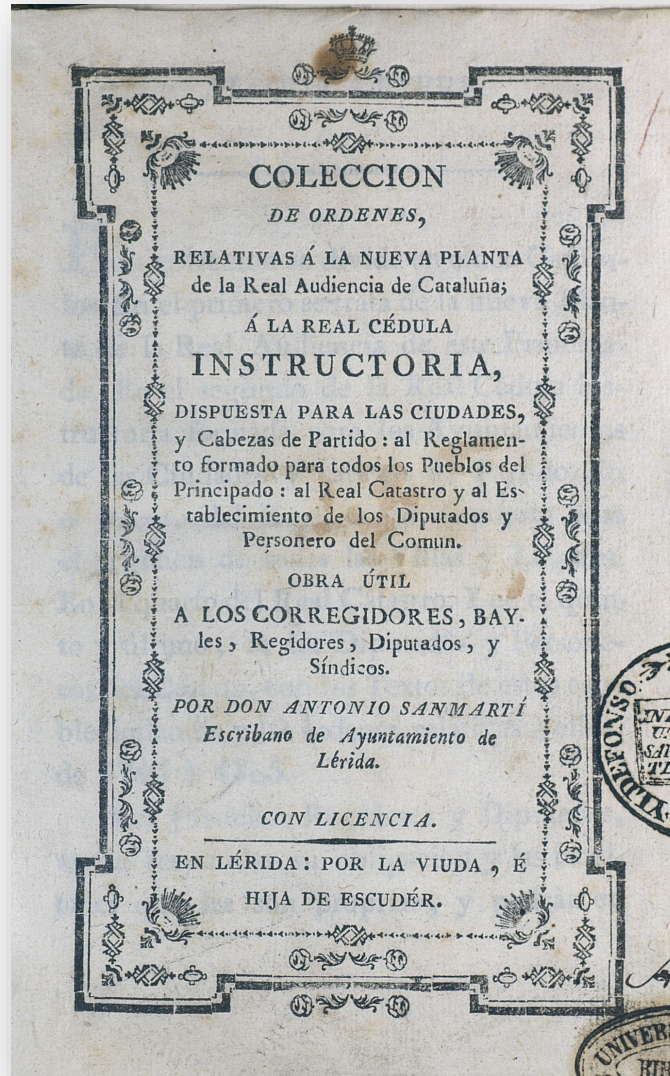 COLECCION
DE ORDENES,
RELATIVAS Á LA NUEVA PLANTA
de la Real Audiencia de Cataluña;
Á LA REAL CÉDULA
INSTRUCTORIA,
DISPUESTA PARA LAS CIUDADES,
y Cabezas de Partido : al Reglamen-
to formado para todos los Pueblos del
Principado : al Real Catastro y al Es-
tablecimiento de los Diputados y
Personero del Comun.
OBRA ÚTIL
A LOS CORREGIDORES, BAY-
les, Regidores, Diputados, y
Síndicos.
POR DON ANTONIO SANMARTÍ
Escribano de Ayuntamiento de
Lérida.
CON LICENCIA.
EN LÉRIDA: POR LA VIUDA, É
HIJA DE ESCUDÉR.
YLDEFONSO